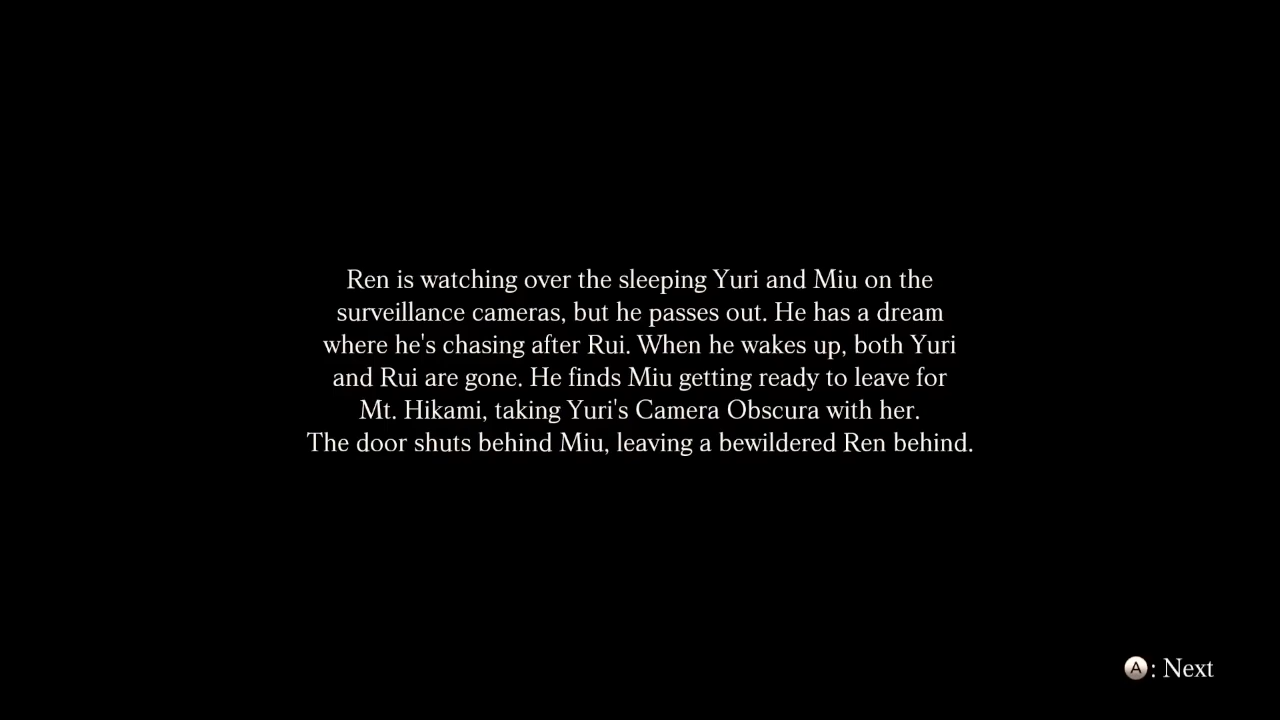 Ren is watching over the sleeping Yuri and Miu on the
surveillance cameras, but he passes out. He has a dream
where he's chasing after Rui. When he wakes up, both Yuri
and Rui are gone. He finds Miu getting ready to leave for
Mt. Hikami, taking Yuri's Camera Obscura with her.
The door shuts behind Miu, leaving a bewildered Ren behind.
A: Next